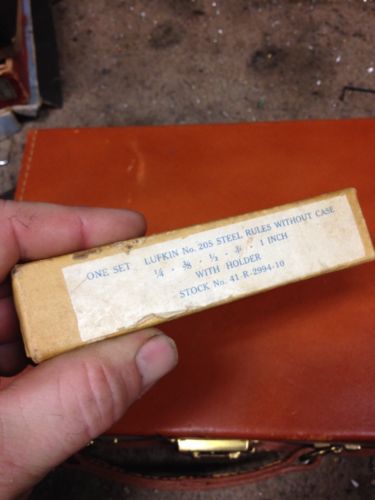 ONE SET LUFKIN No. 205 STEEL RULES WITHOUT CASE
¼ · ⅜ · ½ · ¾ · 1 INCH
WITH HOLDER
STOCK No. 41 R-2994-10